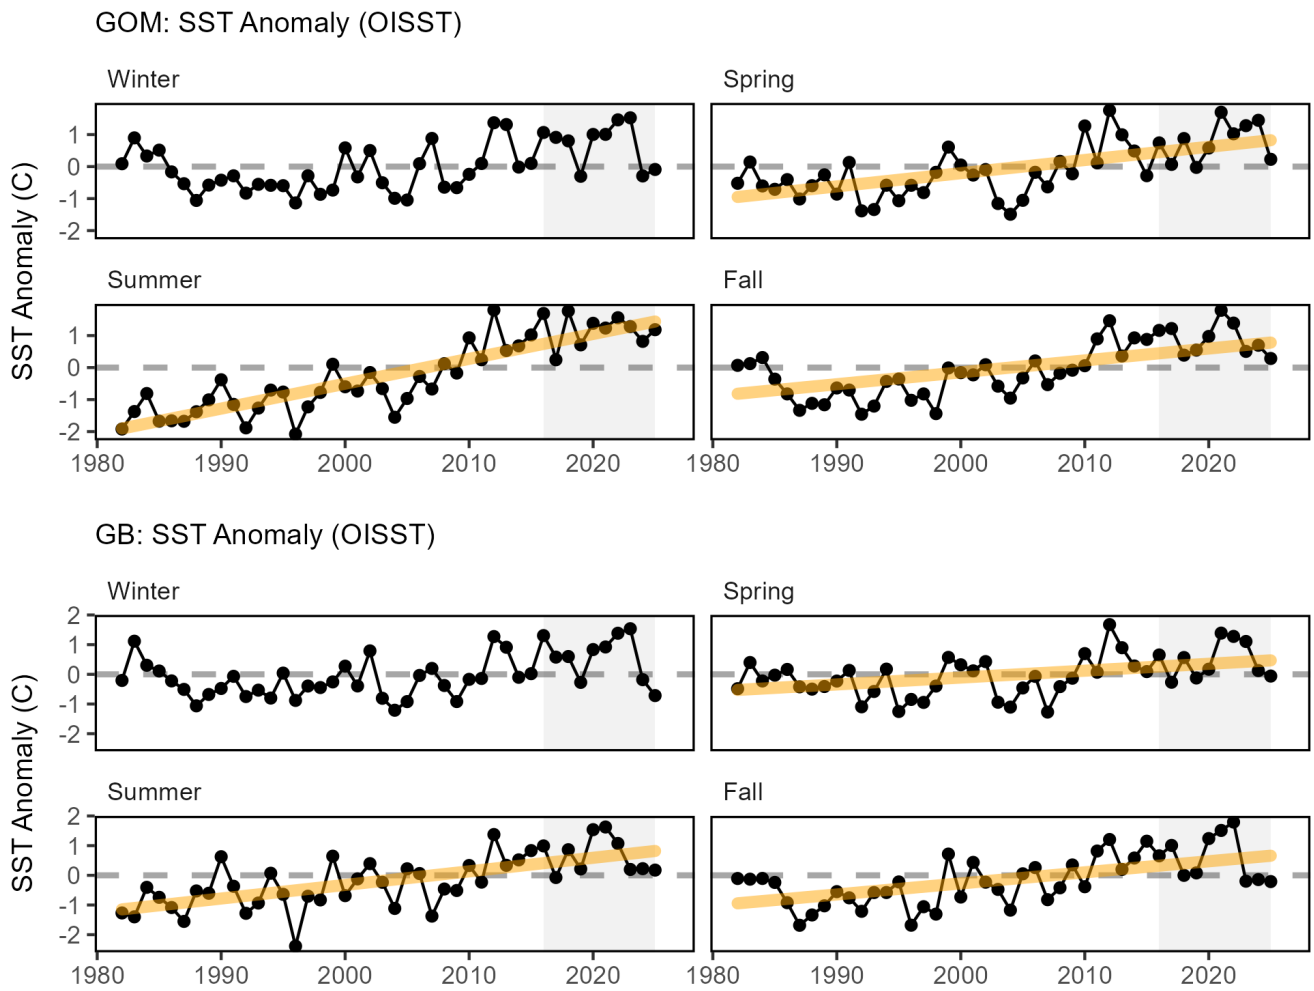 GOM: SST Anomaly (OISST)
Winter
Spring
1
0
-1
-2
Summer
Fall
1
0
-1
-2
SST Anomaly (C)
1980 1990 2000 2010 2020 1980 1990 2000 2010 2020
GB: SST Anomaly (OISST)
Winter
Spring
2
1
0
-1
-2
Summer
Fall
2
1
0
-1
-2
SST Anomaly (C)
1980 1990 2000 2010 2020 1980 1990 2000 2010 2020